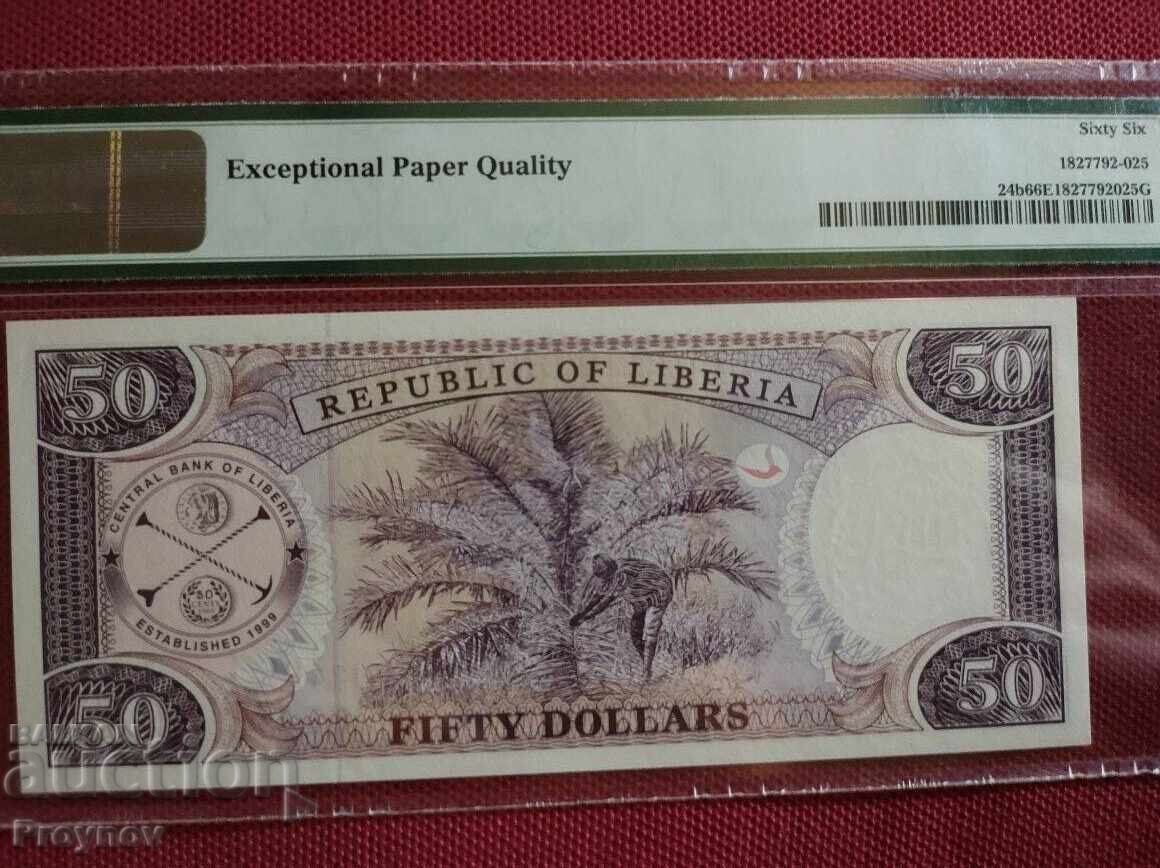 Sixty Six
Exceptional Paper Quality
1827792-025
24b66E1827792025G
50
50
REPUBLIC OF LIBERIA
CENTRAL BANK OF LIBERIA
50
ESTABLISHED 1999
50
50
FIFTY DOLLARS
auction
Proynov